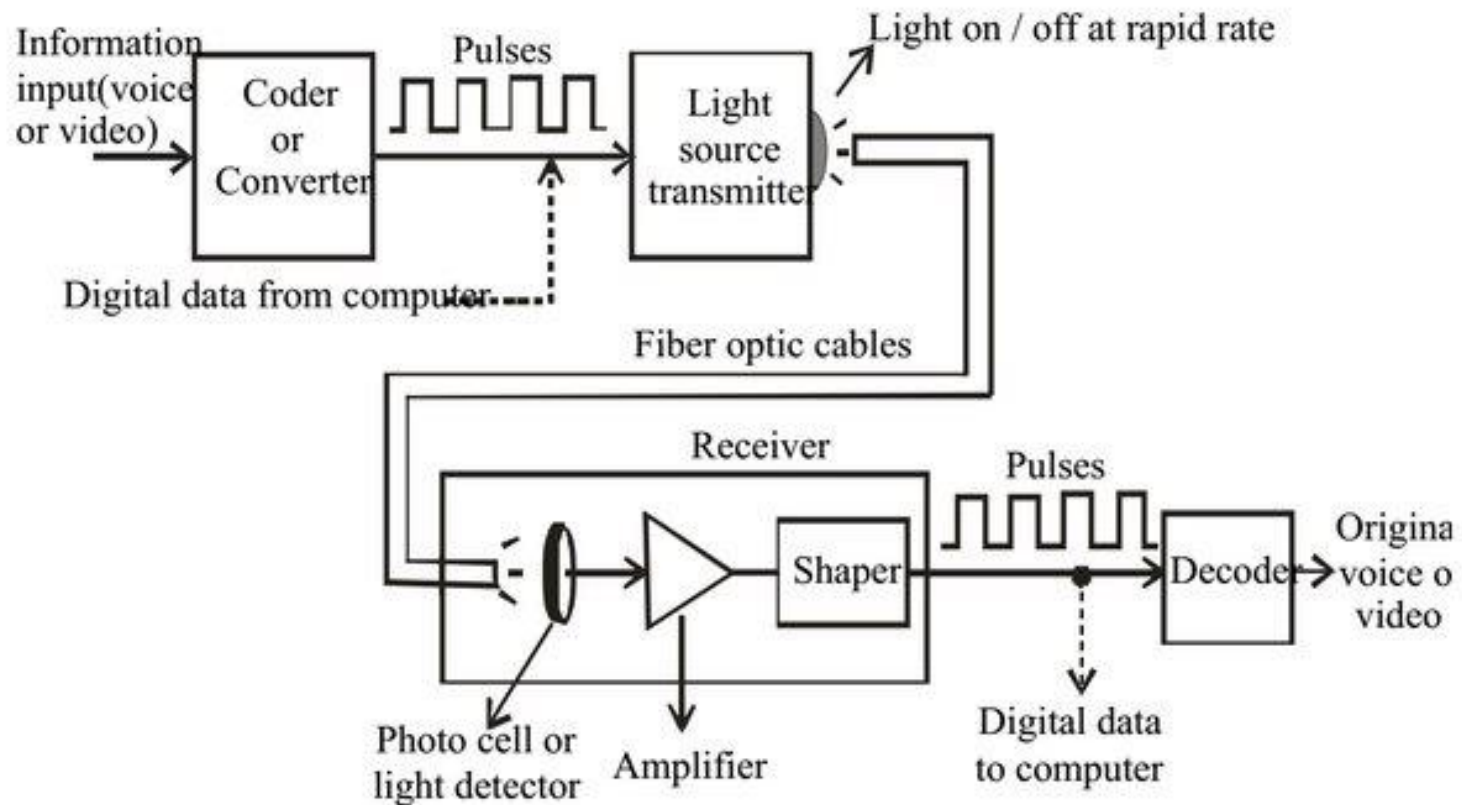 Information
input(voice
or video)
Coder
or
Converter
Pulses
Light
source
transmitter
Light on / off at rapid rate
Digital data from computer
Fiber optic cables
Receiver
Shaper
Pulses
Decoder
Origina
voice o
video
Photo cell or
light detector
Amplifier
Digital data
to computer